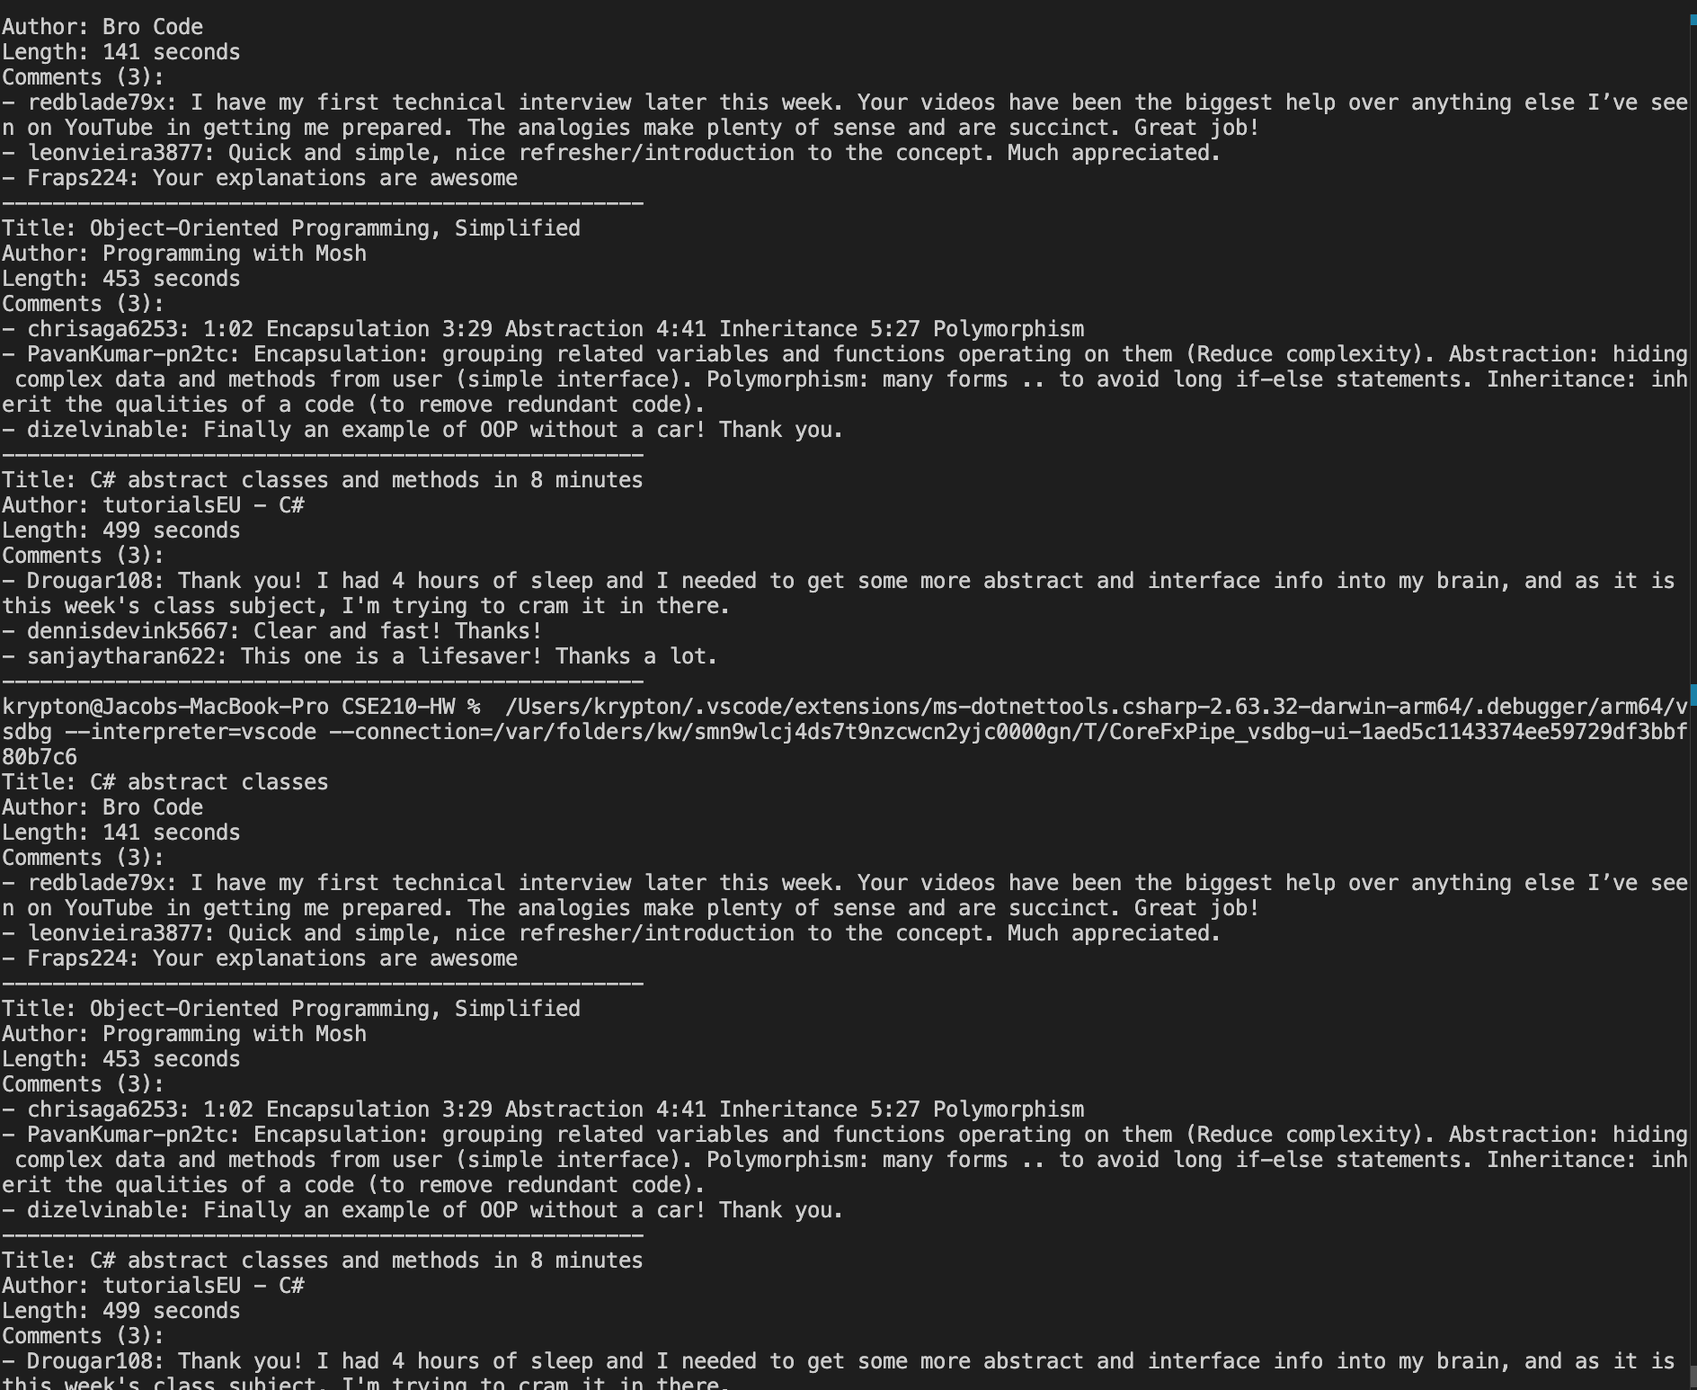 Author: Bro Code
Length: 141 seconds
Comments (3):
- redblade79x: I have my first technical interview later this week. Your videos have been the biggest help over anything else I’ve see
n on YouTube in getting me prepared. The analogies make plenty of sense and are succinct. Great job!
- leonvieira3877: Quick and simple, nice refresher/introduction to the concept. Much appreciated.
- Fraps224: Your explanations are awesome
---------------------------------------------------
Title: Object-Oriented Programming, Simplified
Author: Programming with Mosh
Length: 453 seconds
Comments (3):
- chrisaga6253: 1:02 Encapsulation 3:29 Abstraction 4:41 Inheritance 5:27 Polymorphism
- PavanKumar-pn2tc: Encapsulation: grouping related variables and functions operating on them (Reduce complexity). Abstraction: hiding
 complex data and methods from user (simple interface). Polymorphism: many forms .. to avoid long if-else statements. Inheritance: inh
erit the qualities of a code (to remove redundant code).
- dizelvinable: Finally an example of OOP without a car! Thank you.
---------------------------------------------------
Title: C# abstract classes and methods in 8 minutes
Author: tutorialsEU - C#
Length: 499 seconds
Comments (3):
- Drougar108: Thank you! I had 4 hours of sleep and I needed to get some more abstract and interface info into my brain, and as it is
this week's class subject, I'm trying to cram it in there.
- dennisdevink5667: Clear and fast! Thanks!
- sanjaytharan622: This one is a lifesaver! Thanks a lot.
---------------------------------------------------
krypton@Jacobs-MacBook-Pro CSE210-HW %  /Users/krypton/.vscode/extensions/ms-dotnettools.csharp-2.63.32-darwin-arm64/.debugger/arm64/v
sdbg --interpreter=vscode --connection=/var/folders/kw/smn9wlcj4ds7t9nzcwcn2yjc0000gn/T/CoreFxPipe_vsdbg-ui-1aed5c1143374ee59729df3bbf
80b7c6
Title: C# abstract classes
Author: Bro Code
Length: 141 seconds
Comments (3):
- redblade79x: I have my first technical interview later this week. Your videos have been the biggest help over anything else I’ve see
n on YouTube in getting me prepared. The analogies make plenty of sense and are succinct. Great job!
- leonvieira3877: Quick and simple, nice refresher/introduction to the concept. Much appreciated.
- Fraps224: Your explanations are awesome
---------------------------------------------------
Title: Object-Oriented Programming, Simplified
Author: Programming with Mosh
Length: 453 seconds
Comments (3):
- chrisaga6253: 1:02 Encapsulation 3:29 Abstraction 4:41 Inheritance 5:27 Polymorphism
- PavanKumar-pn2tc: Encapsulation: grouping related variables and functions operating on them (Reduce complexity). Abstraction: hiding
 complex data and methods from user (simple interface). Polymorphism: many forms .. to avoid long if-else statements. Inheritance: inh
erit the qualities of a code (to remove redundant code).
- dizelvinable: Finally an example of OOP without a car! Thank you.
---------------------------------------------------
Title: C# abstract classes and methods in 8 minutes
Author: tutorialsEU - C#
Length: 499 seconds
Comments (3):
- Drougar108: Thank you! I had 4 hours of sleep and I needed to get some more abstract and interface info into my brain, and as it is
this week's class subject, I'm trying to cram it in there.